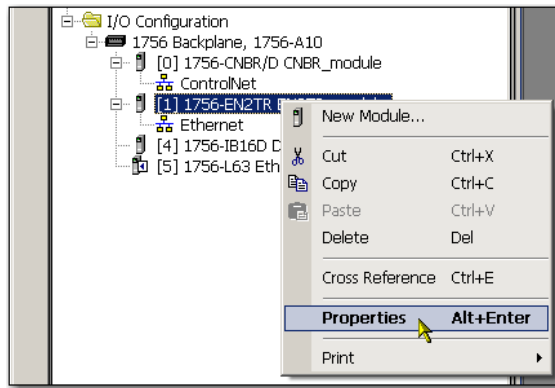 I/O Configuration
1756 Backplane, 1756-A10
[0] 1756-CNBR/D CNBR_module
ControlNet
[1] 1756-EN2TR
Ethernet
[4] 1756-IB16D D
[5] 1756-L63 Eth
New Module...
Cut Ctrl+X
Copy Ctrl+C
Paste Ctrl+V
Delete Del
Cross Reference Ctrl+E
Properties Alt+Enter
Print